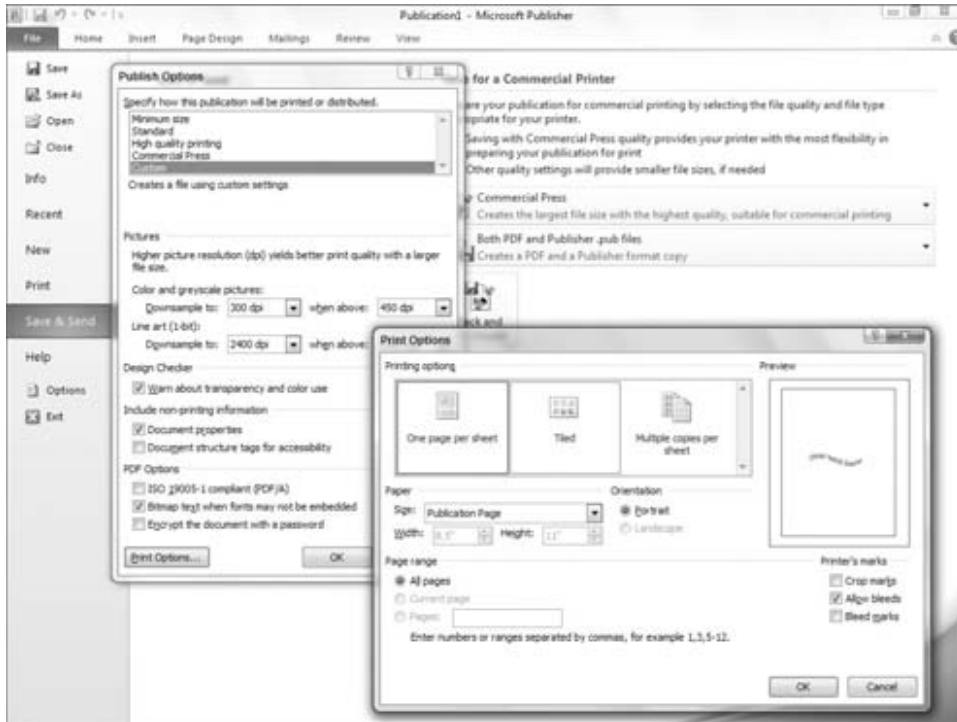 Publication1 - Microsoft Publisher
File Home Insert Page Design Mailings Review View
Save
Save As
Open
Close
Info
Recent
New
Print
Save & Send
Help
Options
Exit
for a Commercial Printer
are your publication for commercial printing by selecting the file quality and file type
opriate for your printer.
Saving with Commercial Press quality provides your printer with the most flexibility in
preparing your publication for print
Other quality settings will provide smaller file sizes, if needed
Commercial Press
Creates the largest file size with the highest quality, suitable for commercial printing
Both PDF and Publisher .pub files
Creates a PDF and a Publisher format copy
ack and
Publish Options
Specify how this publication will be printed or distributed.
Minimum size
Standard
High quality printing
Commercial Press
Custom
Creates a file using custom settings
Pictures
Higher picture resolution (dpi) yields better print quality with a larger
file size.
Color and greyscale pictures:
Downsample to: 300 dpi when above: 450 dpi
Line art (1-bit):
Downsample to: 2400 dpi when above:
Design Checker
Warn about transparency and color use
Include non-printing information
Document properties
Document structure tags for accessibility
PDF Options
ISO 19005-1 compliant (PDF/A)
Bitmap text when fonts may not be embedded
Encrypt the document with a password
Print Options... OK
Print Options
Printing options Preview
One page per sheet
Tiled
Multiple copies per
sheet
Paper Orientation
Size: Publication Page Portrait
Landscape
Width: 8.5" Height: 11"
Page range Printer's marks
All pages Crop marks
Current page Allow bleeds
Pages: Bleed marks
Enter numbers or ranges separated by commas, for example 1,3,5-12.
OK Cancel